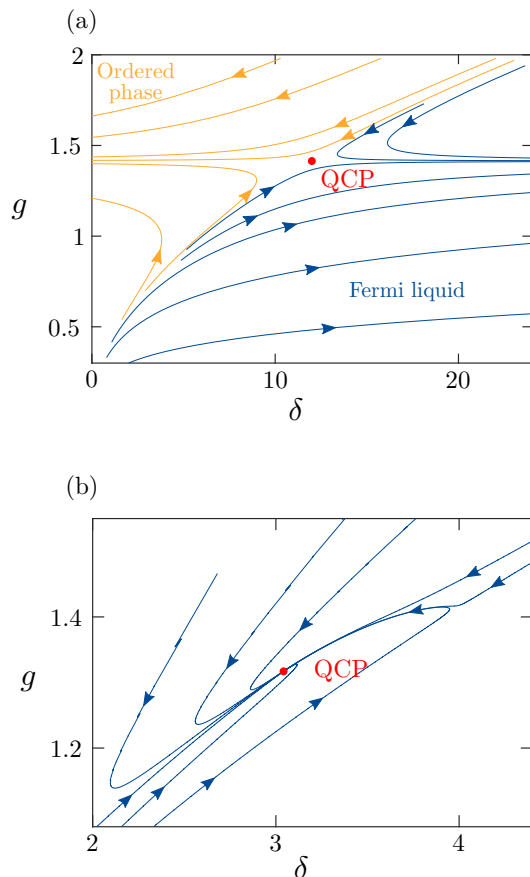 (a)
2
Ordered
phase
1.5
QCP
g
1
Fermi liquid
0.5
0
10
20
δ
(b)
1.4
QCP
g
1.2
2
3
4
δ